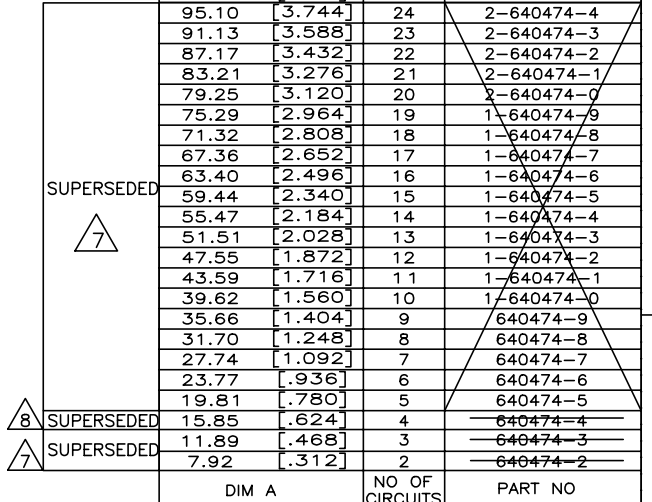 95.10 [3.744] 24 2-640474-4
91.13 [3.588] 23 2-640474-3
87.17 [3.432] 22 2-640474-2
83.21 [3.276] 21 2-640474-1
79.25 [3.120] 20 2-640474-0
75.29 [2.964] 19 1-640474-9
71.32 [2.808] 18 1-640474-8
67.36 [2.652] 17 1-640474-7
63.40 [2.496] 16 1-640474-6
SUPERSEDED 59.44 [2.340] 15 1-640474-5
55.47 [2.184] 14 1-640474-4
7 51.51 [2.028] 13 1-640474-3
47.55 [1.872] 12 1-640474-2
43.59 [1.716] 11 1-640474-1
39.62 [1.560] 10 1-640474-0
35.66 [1.404] 9 640474-9
31.70 [1.248] 8 640474-8
27.74 [1.092] 7 640474-7
23.77 [.936] 6 640474-6
19.81 [.780] 5 640474-5
8 SUPERSEDED 15.85 [.624] 4 640474-4
11.89 [.468] 3 640474-3
7 SUPERSEDED 7.92 [.312] 2 640474-2
DIM A NO OF CIRCUITS PART NO